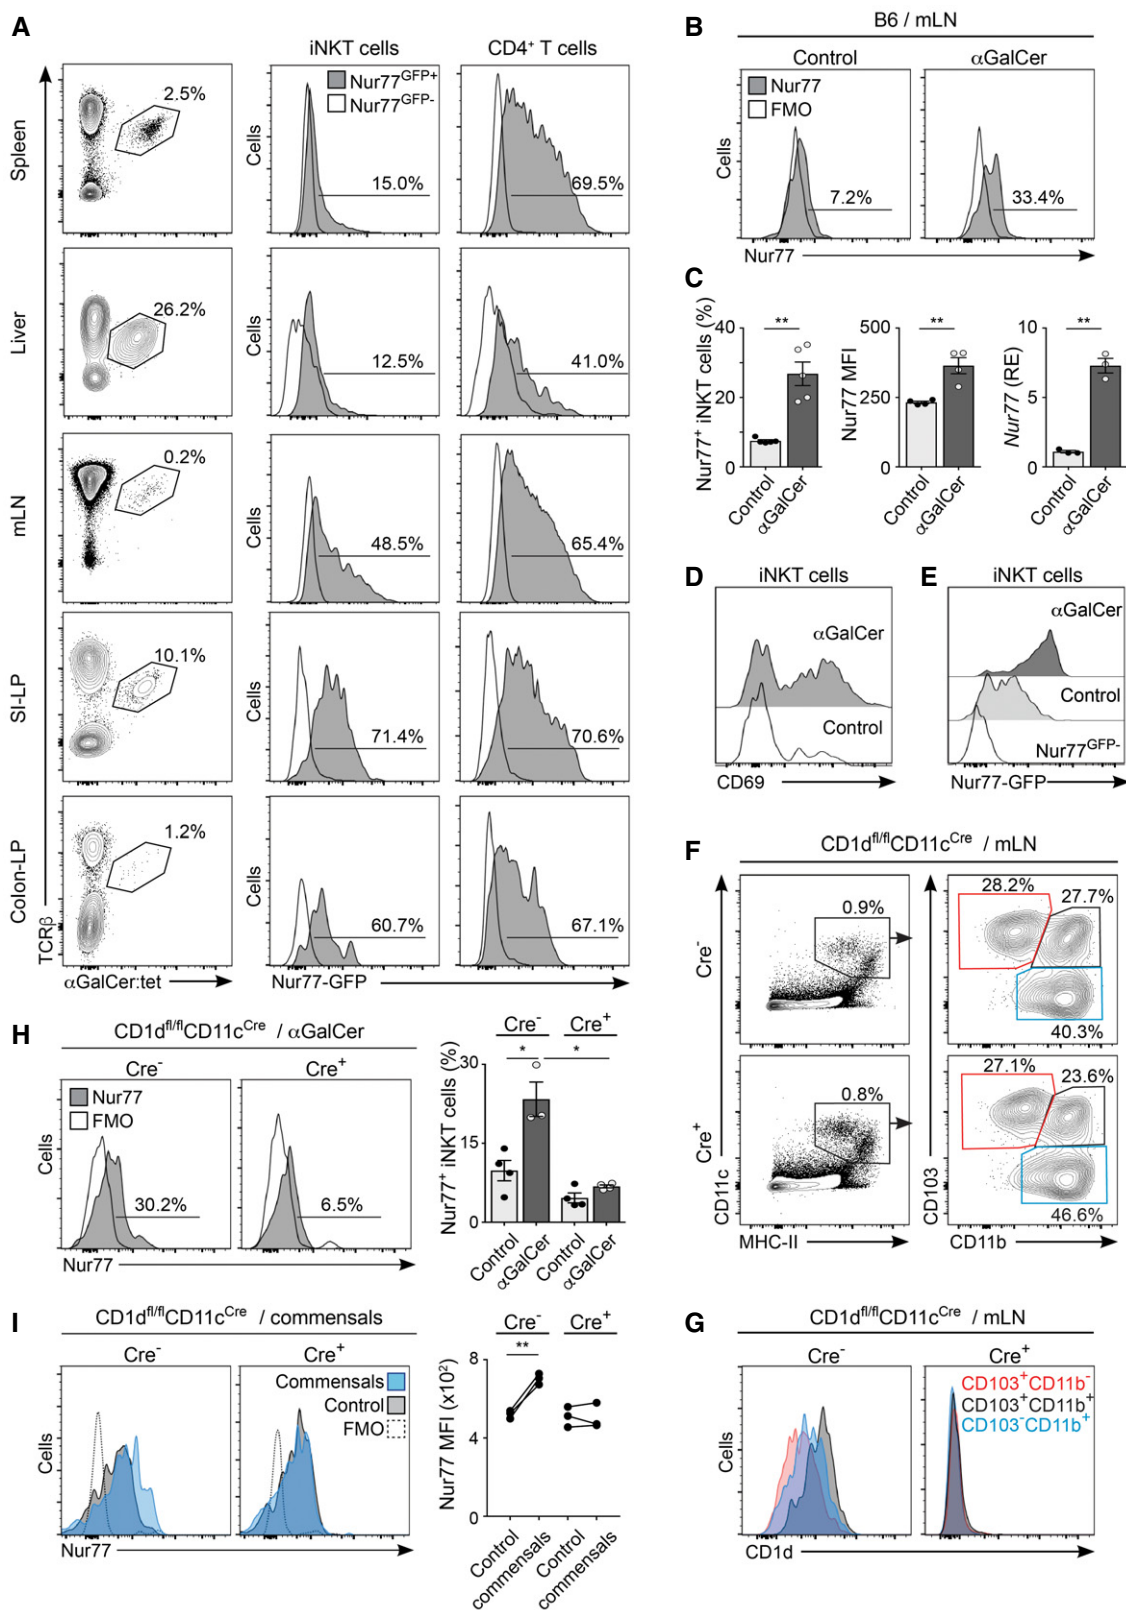 A
iNKT cells
CD4⁺ T cells
Nur77ᴳᶠᴾ⁺
Nur77ᴳᶠᴾ⁻
Spleen
2.5%
Cells
15.0%
69.5%
Liver
26.2%
Cells
12.5%
41.0%
mLN
0.2%
Cells
48.5%
65.4%
SI-LP
10.1%
Cells
71.4%
70.6%
Colon-LP
1.2%
Cells
60.7%
67.1%
TCRβ
αGalCer:tet
Nur77-GFP
B
B6 / mLN
Control
αGalCer
Nur77
FMO
Cells
7.2%
33.4%
Nur77
C
Nur77⁺ iNKT cells (%)
40
20
0
**
Control
αGalCer
Nur77 MFI
500
250
0
**
Control
αGalCer
Nur77 (RE)
10
5
0
**
Control
αGalCer
D
iNKT cells
αGalCer
Control
CD69
E
iNKT cells
αGalCer
Control
Nur77ᴳᶠᴾ⁻
Nur77-GFP
F
CD1dᶠˡ/ᶠˡCD11cᶜʳᵉ / mLN
Cre⁻
0.9%
28.2%
27.7%
40.3%
Cre⁺
0.8%
27.1%
23.6%
46.6%
CD11c
MHC-II
CD103
CD11b
H
CD1dᶠˡ/ᶠˡCD11cᶜʳᵉ / αGalCer
Cre⁻
Cre⁺
Nur77
FMO
Cells
30.2%
6.5%
Nur77
Cre⁻
Cre⁺
Nur77⁺ iNKT cells (%)
30
15
0
*
*
Control
αGalCer
Control
αGalCer
I
CD1dᶠˡ/ᶠˡCD11cᶜʳᵉ / commensals
Cre⁻
Cre⁺
Commensals
Control
FMO
Cells
Nur77
Cre⁻
Cre⁺
Nur77 MFI (x10²)
8
4
0
**
Control
commensals
Control
commensals
G
CD1dᶠˡ/ᶠˡCD11cᶜʳᵉ / mLN
Cre⁻
Cre⁺
CD103⁺CD11b⁻
CD103⁺CD11b⁺
CD103⁻CD11b⁺
Cells
CD1d